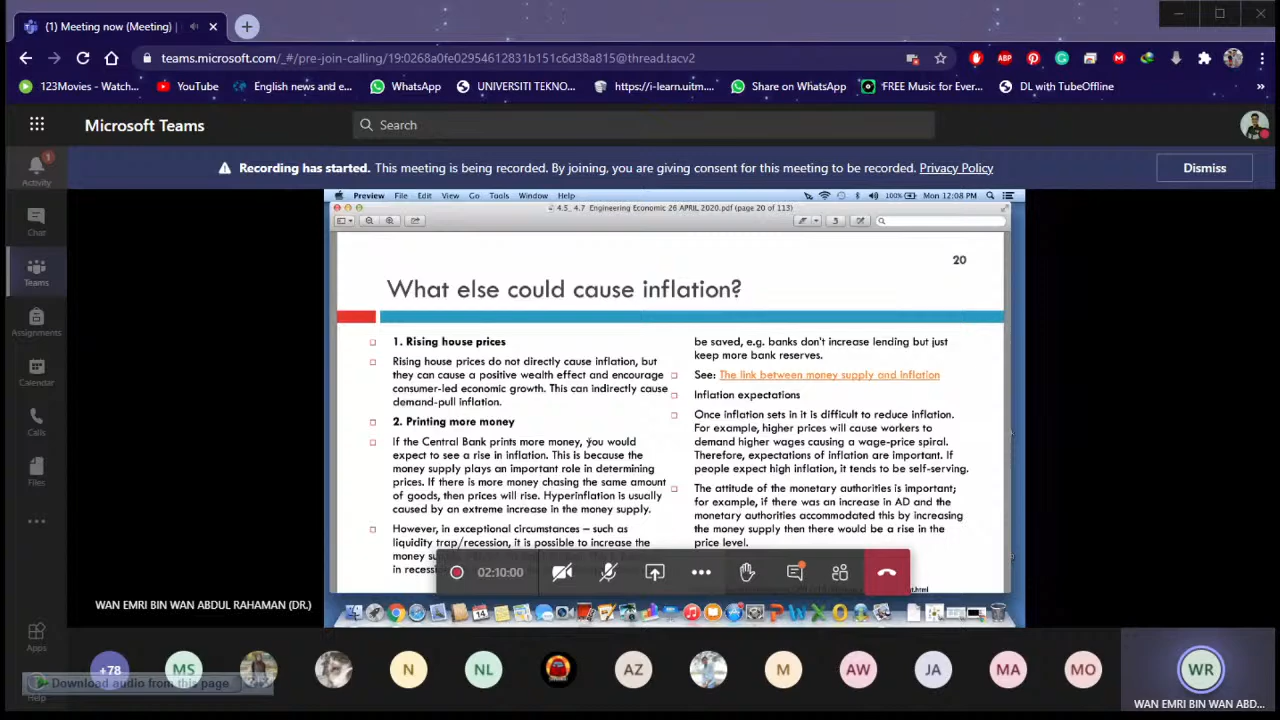 (1) Meeting now (Meeting) |
teams.microsoft.com/_#/pre-join-calling/19:0268a0fe02954612831b151c6d38a815@thread.tacv2
ABP
123Movies - Watch...
YouTube
English news and e...
WhatsApp
UNIVERSITI TEKNO...
https://i-learn.uitm....
Share on WhatsApp
FREE Music for Ever...
DL with TubeOffline
»
Microsoft Teams
Search
Recording has started. This meeting is being recorded. By joining, you are giving consent for this meeting to be recorded. Privacy Policy
Dismiss
1
Activity
Chat
Teams
Assignments
Calendar
Calls
Files
Apps
Help
Preview File Edit View Go Tools Window Help
100% Mon 12:08 PM
4.5_ 4.7 Engineering Economic 26 APRIL 2020.pdf (page 20 of 113)
20
What else could cause inflation?
1. Rising house prices
Rising house prices do not directly cause inflation, but
they can cause a positive wealth effect and encourage
consumer-led economic growth. This can indirectly cause
demand-pull inflation.
2. Printing more money
If the Central Bank prints more money, you would
expect to see a rise in inflation. This is because the
money supply plays an important role in determining
prices. If there is more money chasing the same amount
of goods, then prices will rise. Hyperinflation is usually
caused by an extreme increase in the money supply.
However, in exceptional circumstances – such as
liquidity trap/recession, it is possible to increase the
money
in
be saved, e.g. banks don't increase lending but just
keep more bank reserves.
See: The link between money supply and inflation
Inflation expectations
Once inflation sets in it is difficult to reduce inflation.
For example, higher prices will cause workers to
demand higher wages causing a wage-price spiral.
Therefore, expectations of inflation are important. If
people expect high inflation, it tends to be self-serving.
The attitude of the monetary authorities is important;
for example, if there was an increase in AD and the
monetary authorities accommodated this by increasing
the money supply then there would be a rise in the
price level.
02:10:00
WAN EMRI BIN WAN ABDUL RAHAMAN (DR.)
+78
MS
N
NL
AZ
M
AW
JA
MA
MO
WR
WAN EMRI BIN WAN ABD...
Download audio from this page